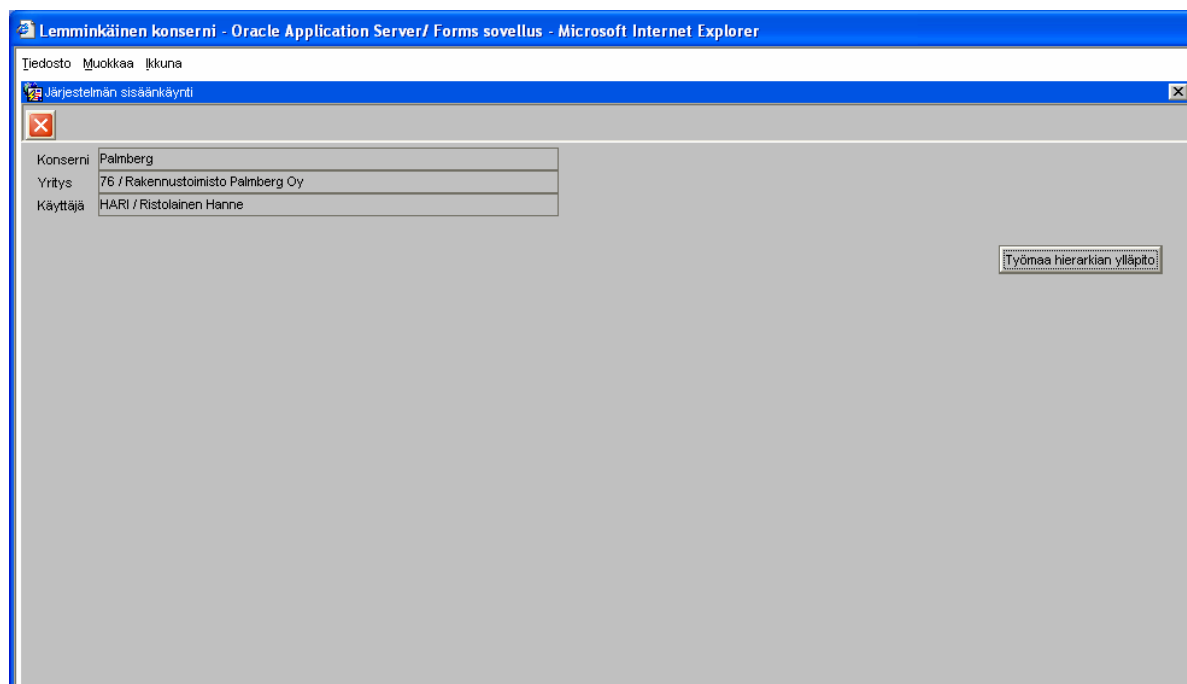 Lemminkäinen konserni - Oracle Application Server/ Forms sovellus - Microsoft Internet Explorer
Tiedosto Muokkaa Ikkuna
Järjestelmän sisäänkäynti
Konserni Palmberg
Yritys 76 / Rakennustoimisto Palmberg Oy
Käyttäjä HARI / Ristolainen Hanne
Työmaa hierarkian ylläpito